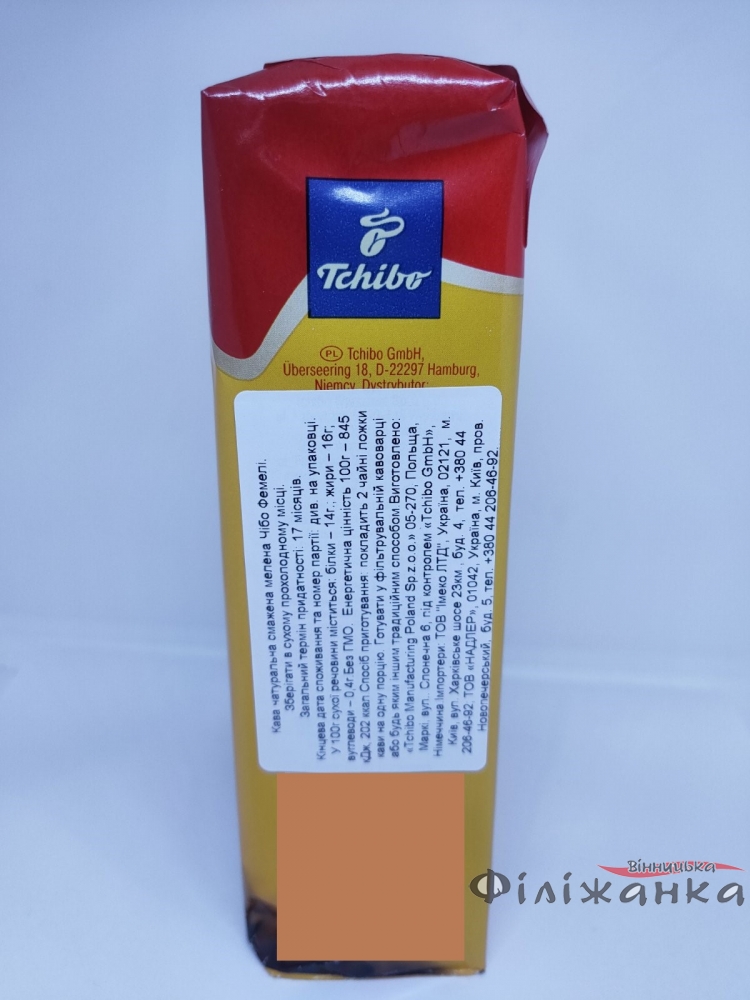 Tchibo
PL Tchibo GmbH,
Überseering 18, D-22297 Hamburg,
Niemcy. Dystrybutor:
Кава натуральна смажена мелена Чібо Фемелі.
Зберігати в сухому прохолодному місці.
Загальний термін придатності: 17 місяців.
Кінцева дата споживання та номер партії: див. на упаковці.
У 100г сухої речовини міститься: білки – 14г.; жири – 16г;
вуглеводи – 0,4г. Без ГМО. Енергетична цінність 100г – 845
кДж, 202 ккал.Спосіб приготування: покладить 2 чайні ложки
кави на одну порцію. Готувати у фільтрувальній кавоварці
або будь яким іншим традиційним способом Виготовлено:
«Tchibo Manufacturing Poland Sp.z.o.o.» 05-270, Польща,
Маркі, вул. Слонечна 6, під контролем «Tchibo GmbH»,
Німеччина Імпортери: ТОВ "Імеко ЛТД", Україна, 02121, м.
Київ, вул. Харківське шосе 23км , буд. 4, тел. +380 44
206-46-92. ТОВ «НАДЛЕР», 01042, Україна, м. Київ, пров.
Новопечерський, буд. 5, тел. +380 44 206-46-92.
Вінницька
Філіжанка